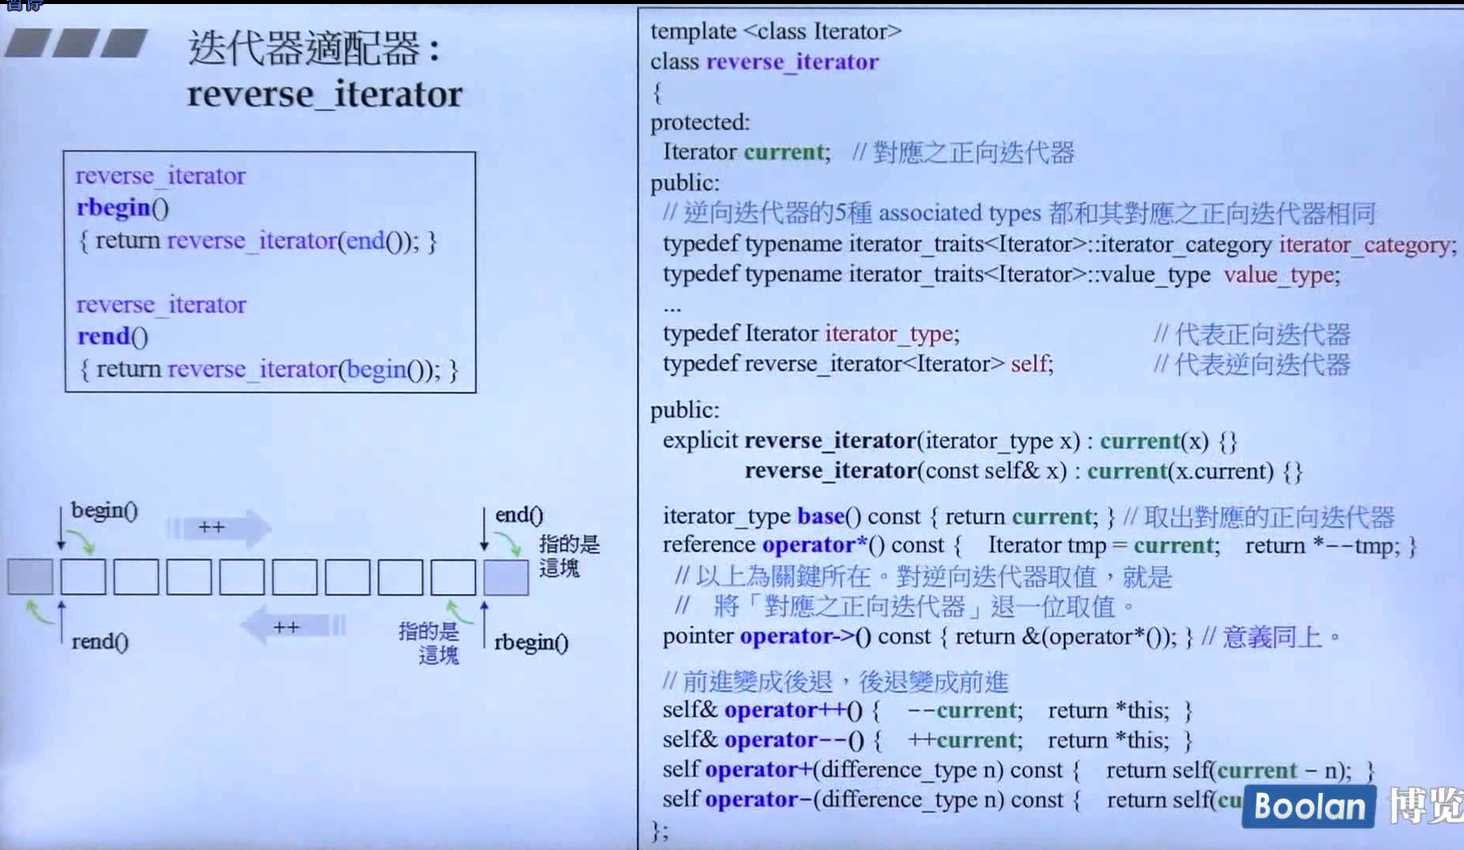 暂停
迭代器適配器：
reverse_iterator
reverse_iterator
rbegin()
{ return reverse_iterator(end()); }
reverse_iterator
rend()
{ return reverse_iterator(begin()); }
begin()
++
end()
指的是
這塊
rend()
++
指的是
這塊
rbegin()
template <class Iterator>
class reverse_iterator
{
protected:
Iterator current; // 對應之正向迭代器
public:
// 逆向迭代器的5種 associated types 都和其對應之正向迭代器相同
typedef typename iterator_traits<Iterator>::iterator_category iterator_category;
typedef typename iterator_traits<Iterator>::value_type value_type;
...
typedef Iterator iterator_type; // 代表正向迭代器
typedef reverse_iterator<Iterator> self; // 代表逆向迭代器
public:
explicit reverse_iterator(iterator_type x) : current(x) {}
reverse_iterator(const self& x) : current(x.current) {}
iterator_type base() const { return current; } // 取出對應的正向迭代器
reference operator*() const { Iterator tmp = current; return *--tmp; }
// 以上為關鍵所在。對逆向迭代器取值，就是
// 將「對應之正向迭代器」退一位取值。
pointer operator->() const { return &(operator*()); } // 意義同上。
// 前進變成後退，後退變成前進
self& operator++() { --current; return *this; }
self& operator--() { ++current; return *this; }
self operator+(difference_type n) const { return self(current - n); }
self operator-(difference_type n) const { return self(cu
};
Boolan 博览